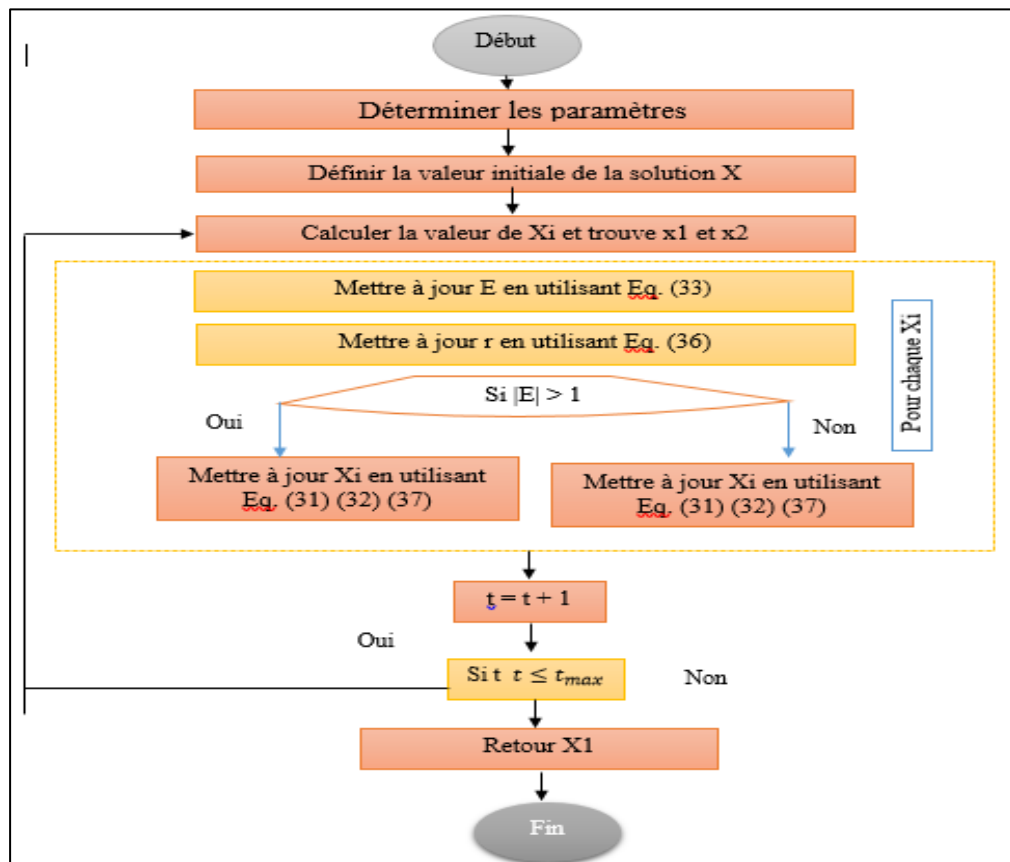 Début
Déterminer les paramètres
Définir la valeur initiale de la solution X
Calculer la valeur de Xi et trouve x1 et x2
Mettre à jour E en utilisant Eq. (33)
Mettre à jour r en utilisant Eq. (36)
Pour chaque Xi
Si |E| > 1
Oui
Non
Mettre à jour Xi en utilisant
Eq. (31) (32) (37)
Mettre à jour Xi en utilisant
Eq. (31) (32) (37)
t = t + 1
Oui
Si t t ≤ tmax
Non
Retour X1
Fin